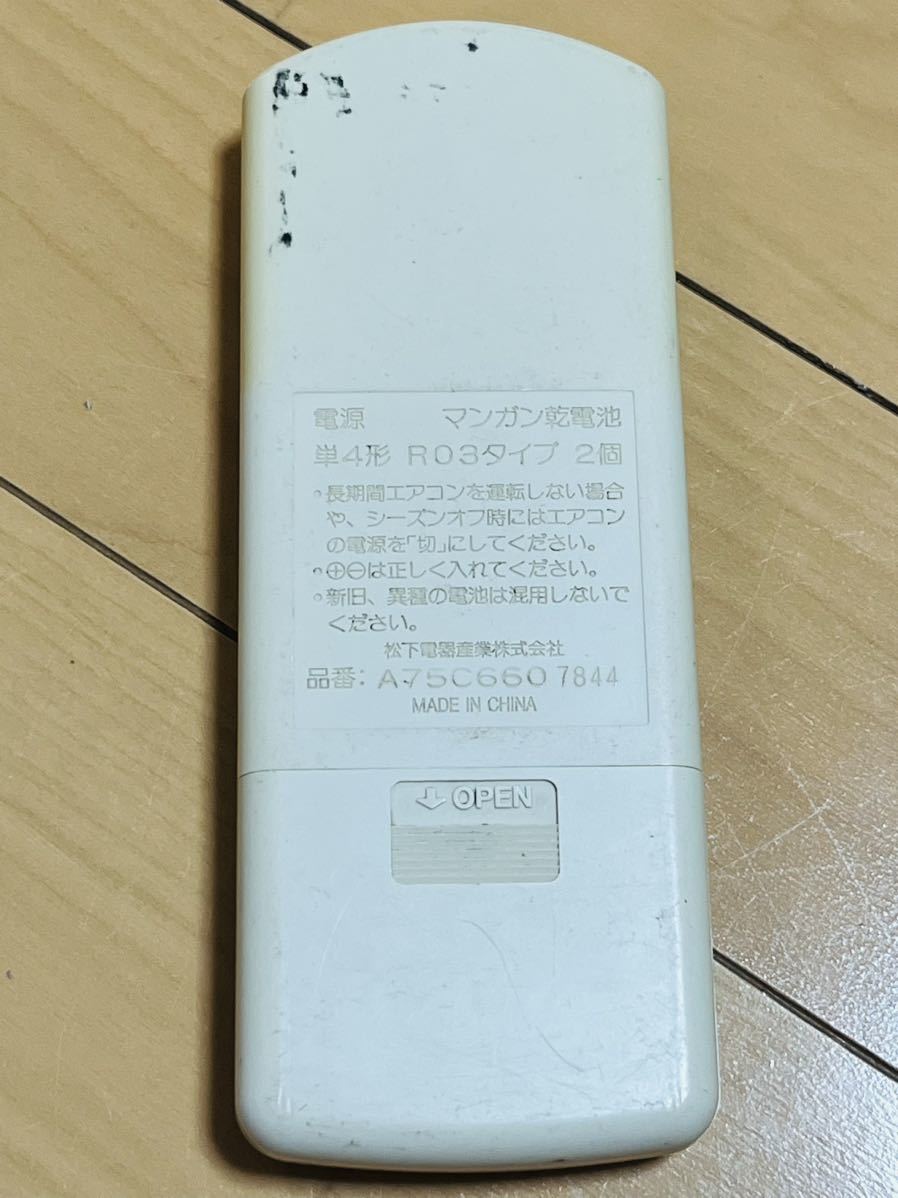 電源 マンガン乾電池
単4形 R03タイプ 2個
・長期間エアコンを運転しない場合
や、シーズンオフ時にはエアコン
の電源を「切」にしてください。
・⊕⊖は正しく入れてください。
・新旧、異種の電池は混用しないで
ください。
松下電器産業株式会社
品番: A75C660 7844
MADE IN CHINA
↓ OPEN